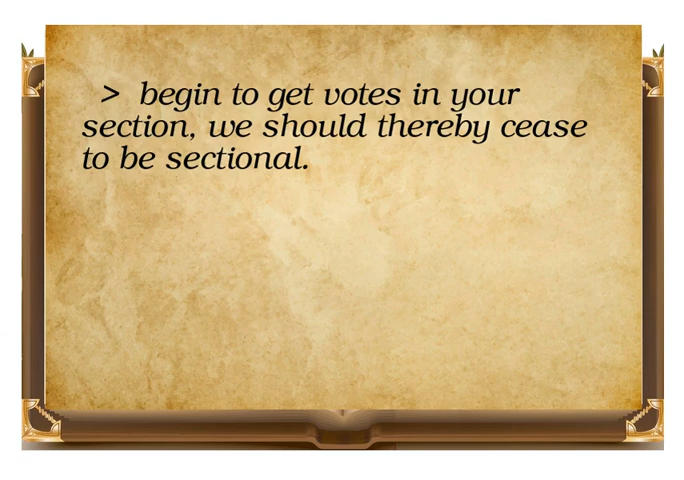 > begin to get votes in your
section, we should thereby cease
to be sectional.